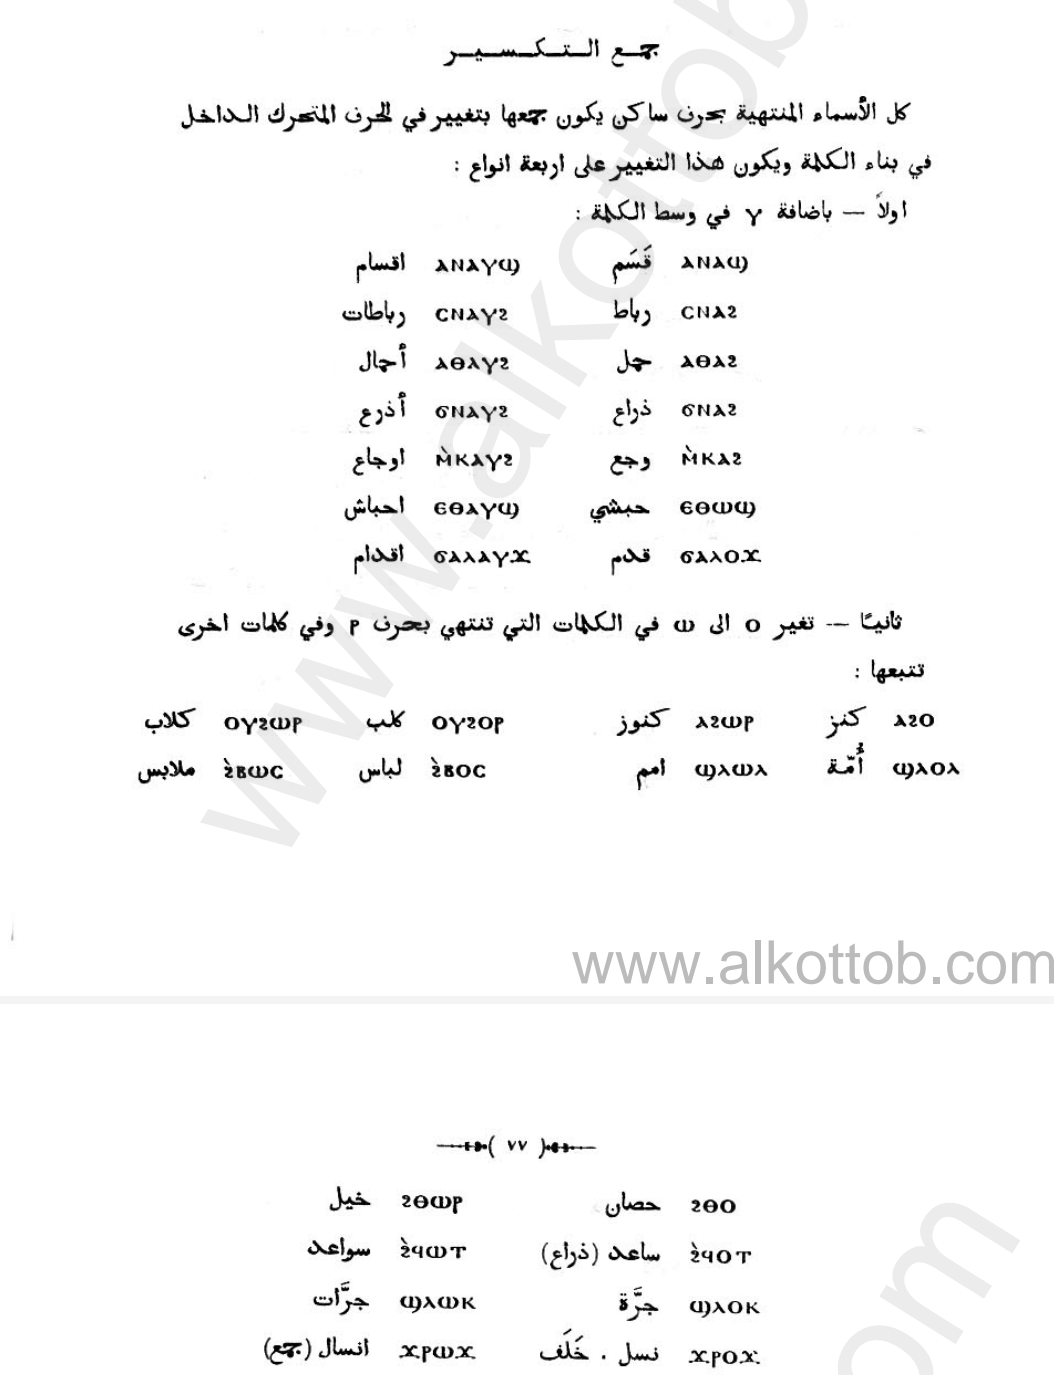 جمع التكسير
كل الأسماء المنتهية بحرف ساكن يكون جمعها بتغيير في الحرف المتحرك الداخل
في بناء الكلمة ويكون هذا التغيير على اربعة انواع :
اولاً — باضافة ⲩ في وسط الكلمة :
ⲁⲛⲁϣ قَسَم ⲁⲛⲁⲩϣ اقسام
ⲥⲛⲁϩ رباط ⲥⲛⲁⲩϩ رباطات
ⲁⲑⲁϩ حمل ⲁⲑⲁⲩϩ أحمال
ϭⲛⲁϩ ذراع ϭⲛⲁⲩϩ أذرع
ⲙ̀ⲕⲁϩ وجع ⲙ̀ⲕⲁⲩϩ اوجاع
ⲉⲑⲱϣ حبشي ⲉⲑⲁⲩϣ احباش
ϭⲁⲗⲟϫ قدم ϭⲁⲗⲁⲩϫ اقدام
ثانيًا — تغير ⲟ الى ⲱ في الكلمات التي تنتهي بحرف ⲣ وفي كلمات اخرى
تتبعها :
ⲁϩⲟ كنز ⲁϩⲱⲣ كنوز ⲟⲩϩⲟⲣ كلب ⲟⲩϩⲱⲣ كلاب
ϣⲗⲟⲗ أُمّة ϣⲗⲱⲗ امم ϩ̀ⲃⲟⲥ لباس ϩ̀ⲃⲱⲥ ملابس
www.alkottob.com
( ٧٧ )
ϩⲑⲟ حصان ϩⲑⲱⲣ خيل
ϩ̀ϥⲟⲧ ساعد (ذراع) ϩ̀ϥⲱⲧ سواعد
ϣⲗⲟⲕ جرَّة ϣⲗⲱⲕ جرَّات
ϫⲣⲟϫ نسل . خَلَف ϫⲣⲱϫ انسال (جمع)